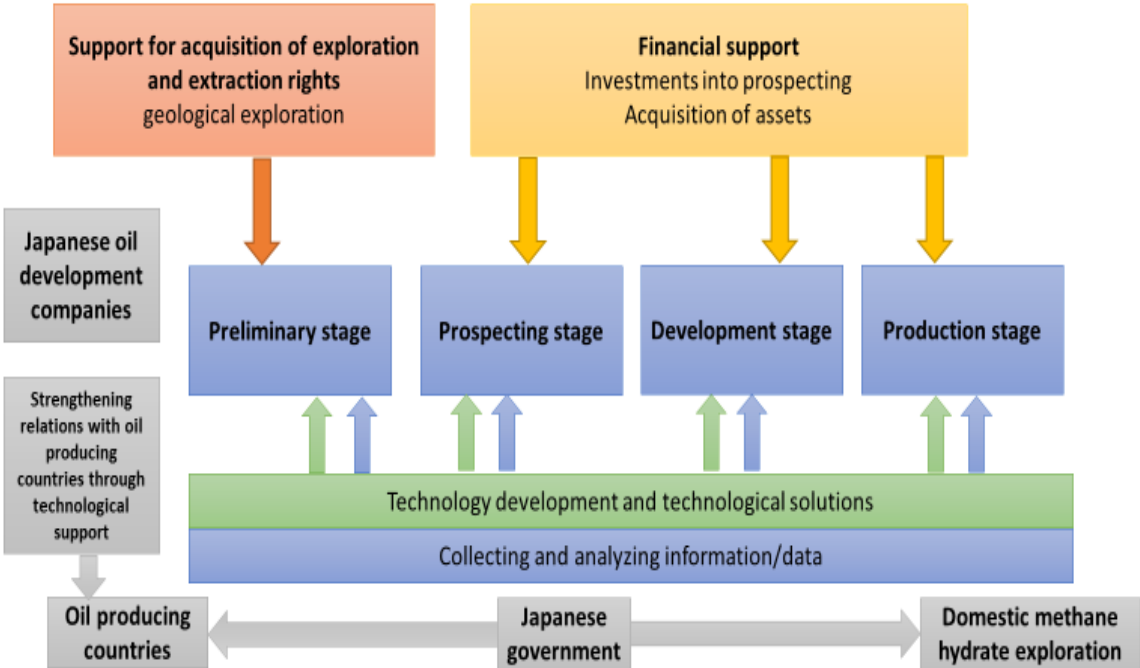 Support for acquisition of exploration
and extraction rights
geological exploration
Financial support
Investments into prospecting
Acquisition of assets
Japanese oil
development
companies
Preliminary stage
Prospecting stage
Development stage
Production stage
Strengthening
relations with oil
producing
countries through
technological
support
Technology development and technological solutions
Collecting and analyzing information/data
Oil producing
countries
Japanese
government
Domestic methane
hydrate exploration